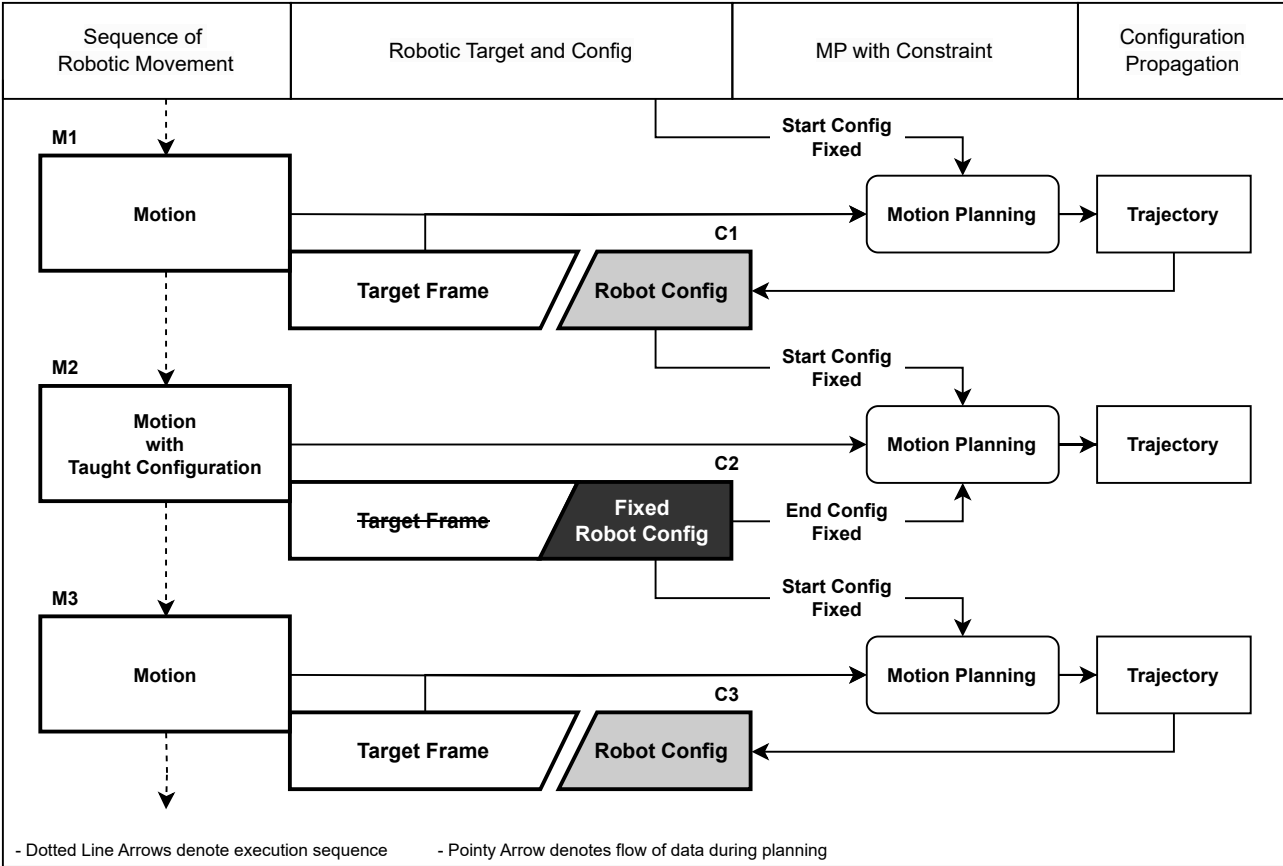 Sequence of
Robotic Movement
Robotic Target and Config
MP with Constraint
Configuration
Propagation
M1
Start Config
Fixed
Motion
Motion Planning
Trajectory
C1
Target Frame
Robot Config
M2
Start Config
Fixed
Motion
with
Taught Configuration
Motion Planning
Trajectory
C2
Target Frame
Fixed
Robot Config
End Config
Fixed
M3
Start Config
Fixed
Motion
Motion Planning
Trajectory
C3
Target Frame
Robot Config
- Dotted Line Arrows denote execution sequence
- Pointy Arrow denotes flow of data during planning